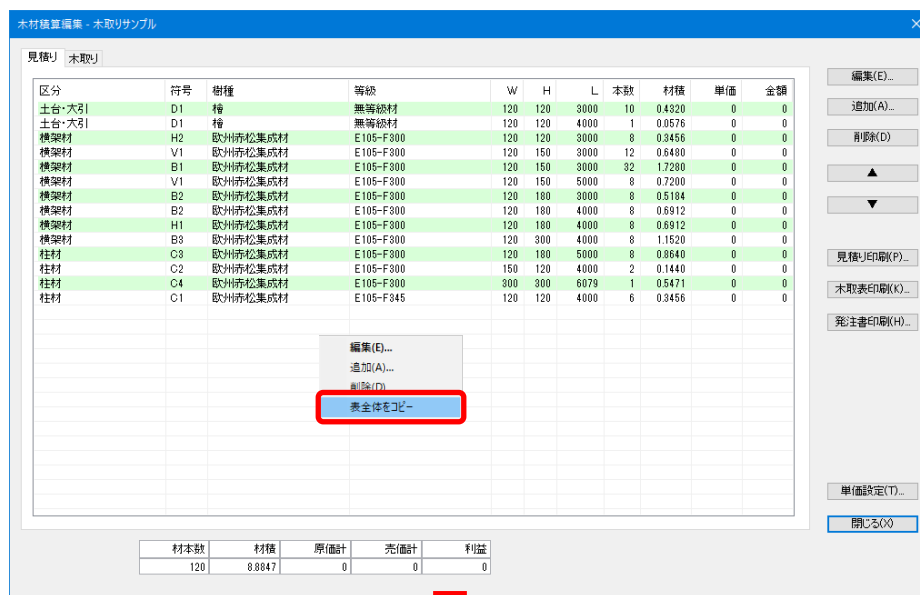 木材積算編集 - 木取りサンプル
見積り 木取り
区分 符号 樹種 等級 W H L 本数 材積 単価 金額
土台・大引 D1 檜 無等級材 120 120 3000 10 0.4320 0 0
土台・大引 D1 檜 無等級材 120 120 4000 1 0.0576 0 0
横架材 H2 欧州赤松集成材 E105-F300 120 120 3000 8 0.3456 0 0
横架材 V1 欧州赤松集成材 E105-F300 120 150 3000 12 0.6480 0 0
横架材 B1 欧州赤松集成材 E105-F300 120 150 3000 32 1.7280 0 0
横架材 V1 欧州赤松集成材 E105-F300 120 150 5000 8 0.7200 0 0
横架材 B2 欧州赤松集成材 E105-F300 120 180 3000 8 0.5184 0 0
横架材 B2 欧州赤松集成材 E105-F300 120 180 4000 8 0.6912 0 0
横架材 H1 欧州赤松集成材 E105-F300 120 180 4000 8 0.6912 0 0
横架材 B3 欧州赤松集成材 E105-F300 120 300 4000 8 1.1520 0 0
柱材 C3 欧州赤松集成材 E105-F300 120 180 5000 8 0.8640 0 0
柱材 C2 欧州赤松集成材 E105-F300 150 120 4000 2 0.1440 0 0
柱材 C4 欧州赤松集成材 E105-F300 300 300 6079 1 0.5471 0 0
柱材 C1 欧州赤松集成材 E105-F345 120 120 4000 6 0.3456 0 0
編集(E)...
追加(A)...
削除(D)
表全体をコピー
編集(E)...
追加(A)...
削除(D)
▲
▼
見積り印刷(P)...
木取表印刷(K)...
発注書印刷(H)...
単価設定(T)...
閉じる(X)
材本数 材積 原価計 売価計 利益
120 8.8847 0 0 0